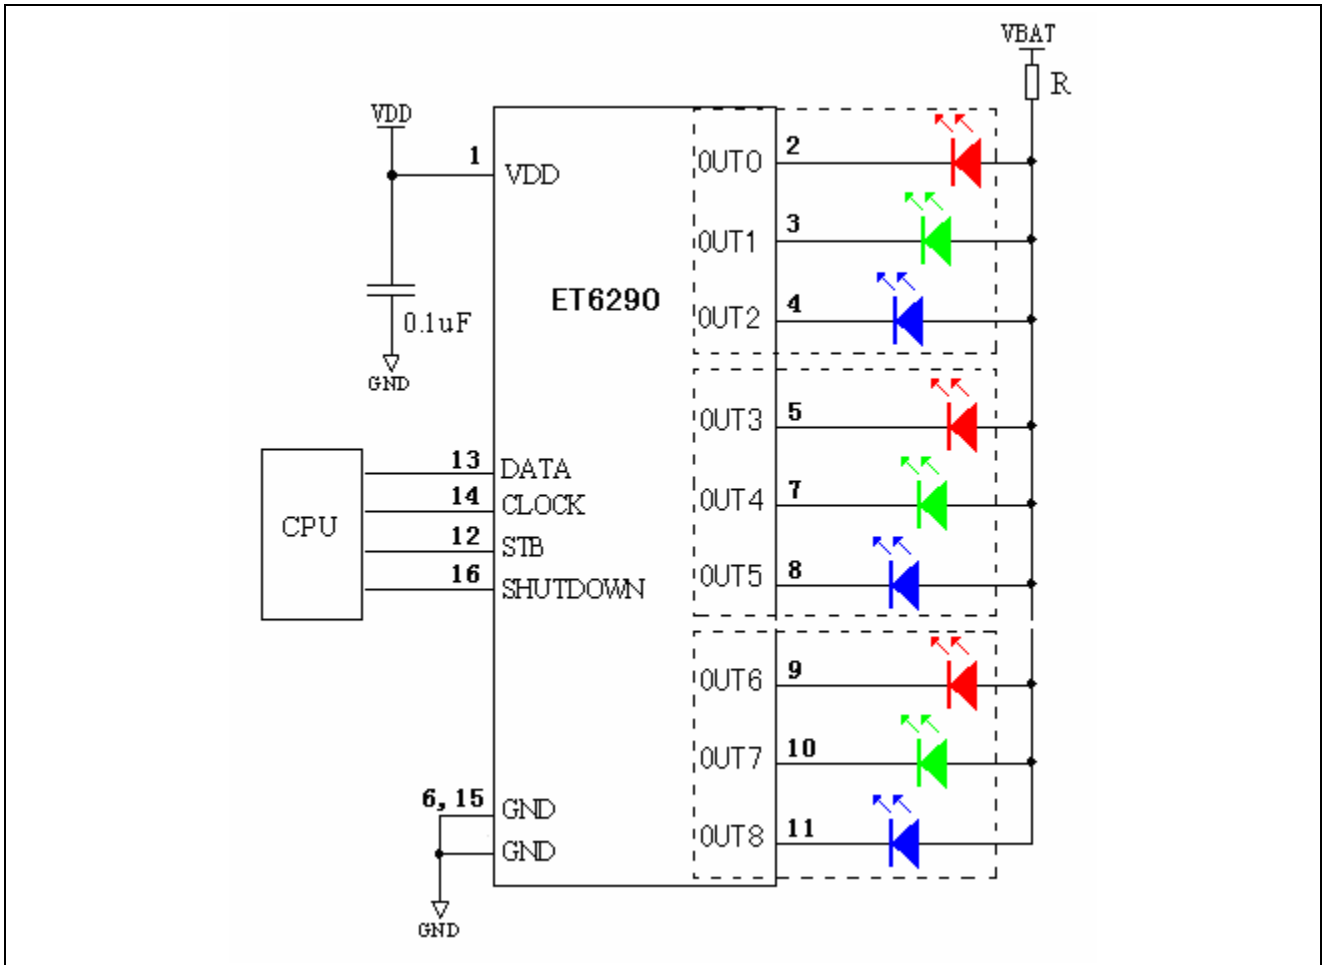 VBAT
R
VDD
1
VDD
OUT0
2
OUT1
3
ET6290
OUT2
4
0.1uF
GND
OUT3
5
13
DATA
14
CLOCK
OUT4
7
CPU
12
STB
16
SHUTDOWN
OUT5
8
OUT6
9
OUT7
10
6, 15
GND
OUT8
11
GND
GND